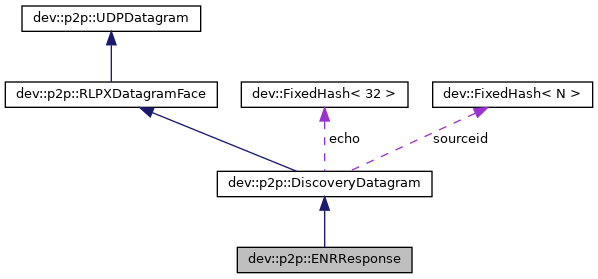 dev::p2p::UDPDatagram
dev::p2p::RLPXDatagramFace
dev::FixedHash< 32 >
dev::FixedHash< N >
echo
sourceid
dev::p2p::DiscoveryDatagram
dev::p2p::ENRResponse